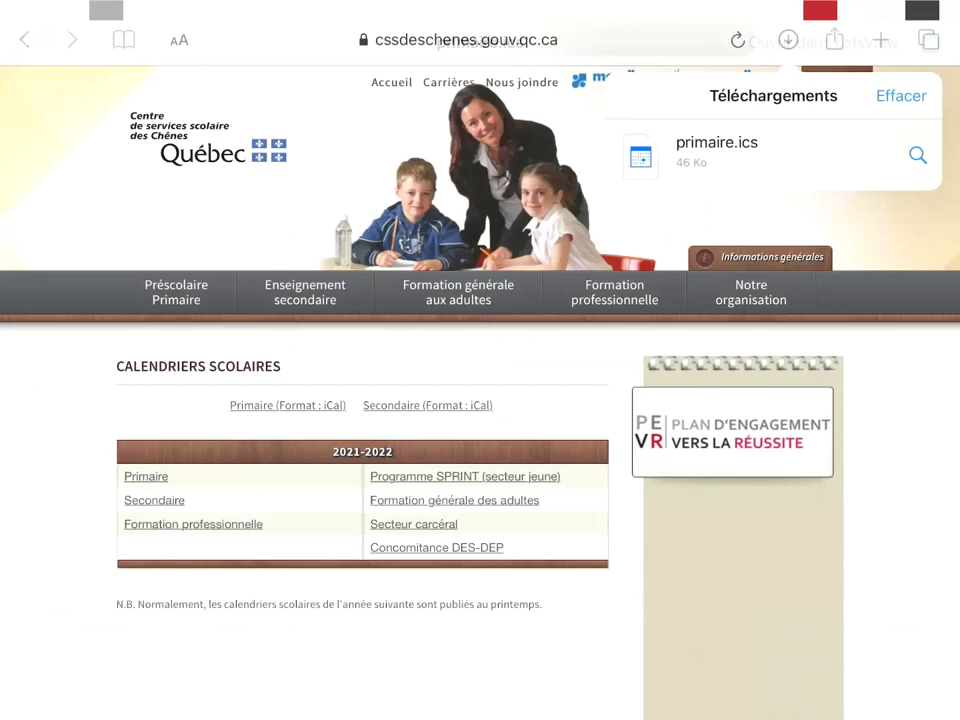 AA
cssdeschenes.gouv.qc.ca
Accueil Carrières Nous joindre
Téléchargements
Effacer
primaire.ics
46 Ko
Centre
de services scolaire
des Chênes
Québec
Informations générales
Préscolaire
Primaire
Enseignement
secondaire
Formation générale
aux adultes
Formation
professionnelle
Notre
organisation
CALENDRIERS SCOLAIRES
Primaire (Format : iCal) Secondaire (Format : iCal)
PEVR PLAN D'ENGAGEMENT
VERS LA RÉUSSITE
2021-2022
Primaire Programme SPRINT (secteur jeune)
Secondaire Formation générale des adultes
Formation professionnelle Secteur carcéral
Concomitance DES-DEP
N.B. Normalement, les calendriers scolaires de l'année suivante sont publiés au printemps.